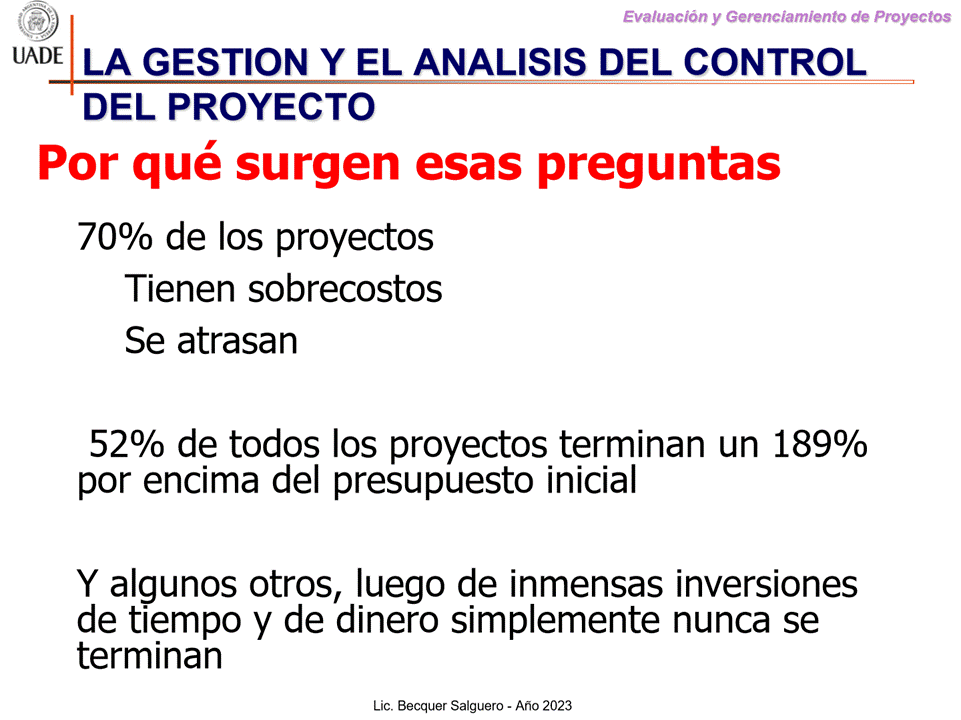 Evaluación y Gerenciamiento de Proyectos
UADE
LA GESTION Y EL ANALISIS DEL CONTROL
DEL PROYECTO
Por qué surgen esas preguntas
70% de los proyectos
Tienen sobrecostos
Se atrasan
52% de todos los proyectos terminan un 189%
por encima del presupuesto inicial
Y algunos otros, luego de inmensas inversiones
de tiempo y de dinero simplemente nunca se
terminan
Lic. Becquer Salguero - Año 2023